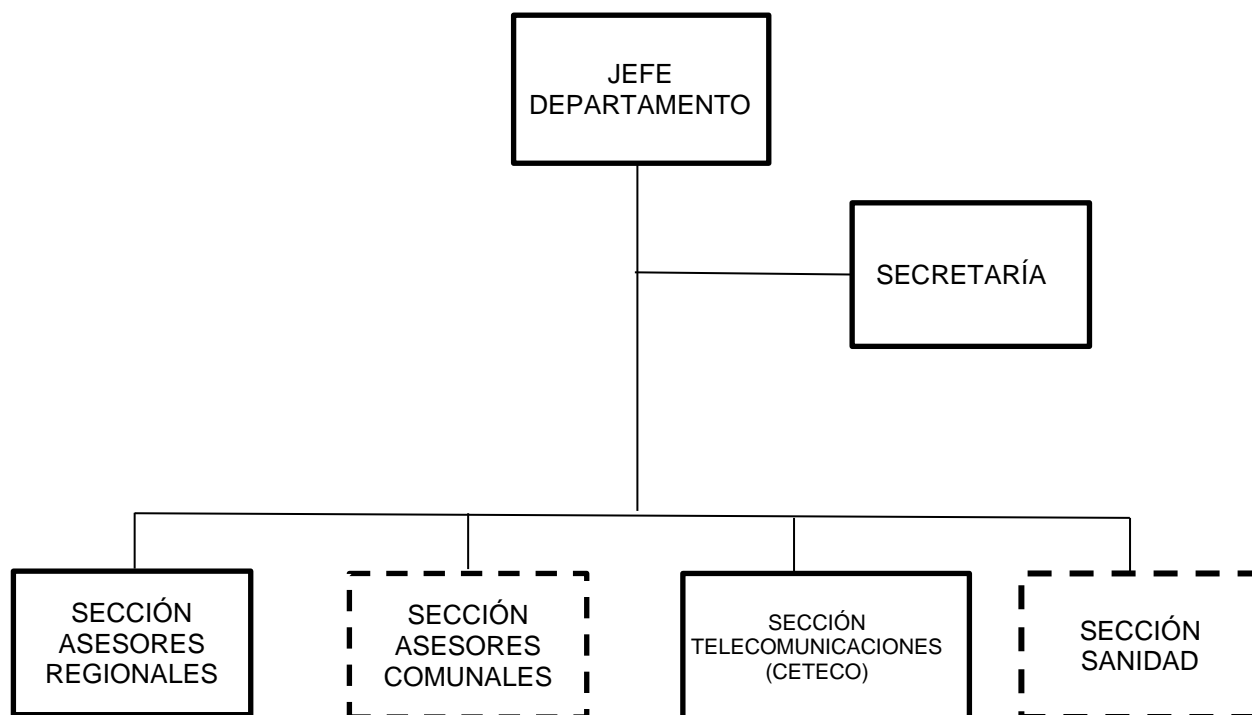 JEFE
DEPARTAMENTO
SECRETARÍA
SECCIÓN
ASESORES
REGIONALES
SECCIÓN
ASESORES
COMUNALES
SECCIÓN
TELECOMUNICACIONES
(CETECO)
SECCIÓN
SANIDAD